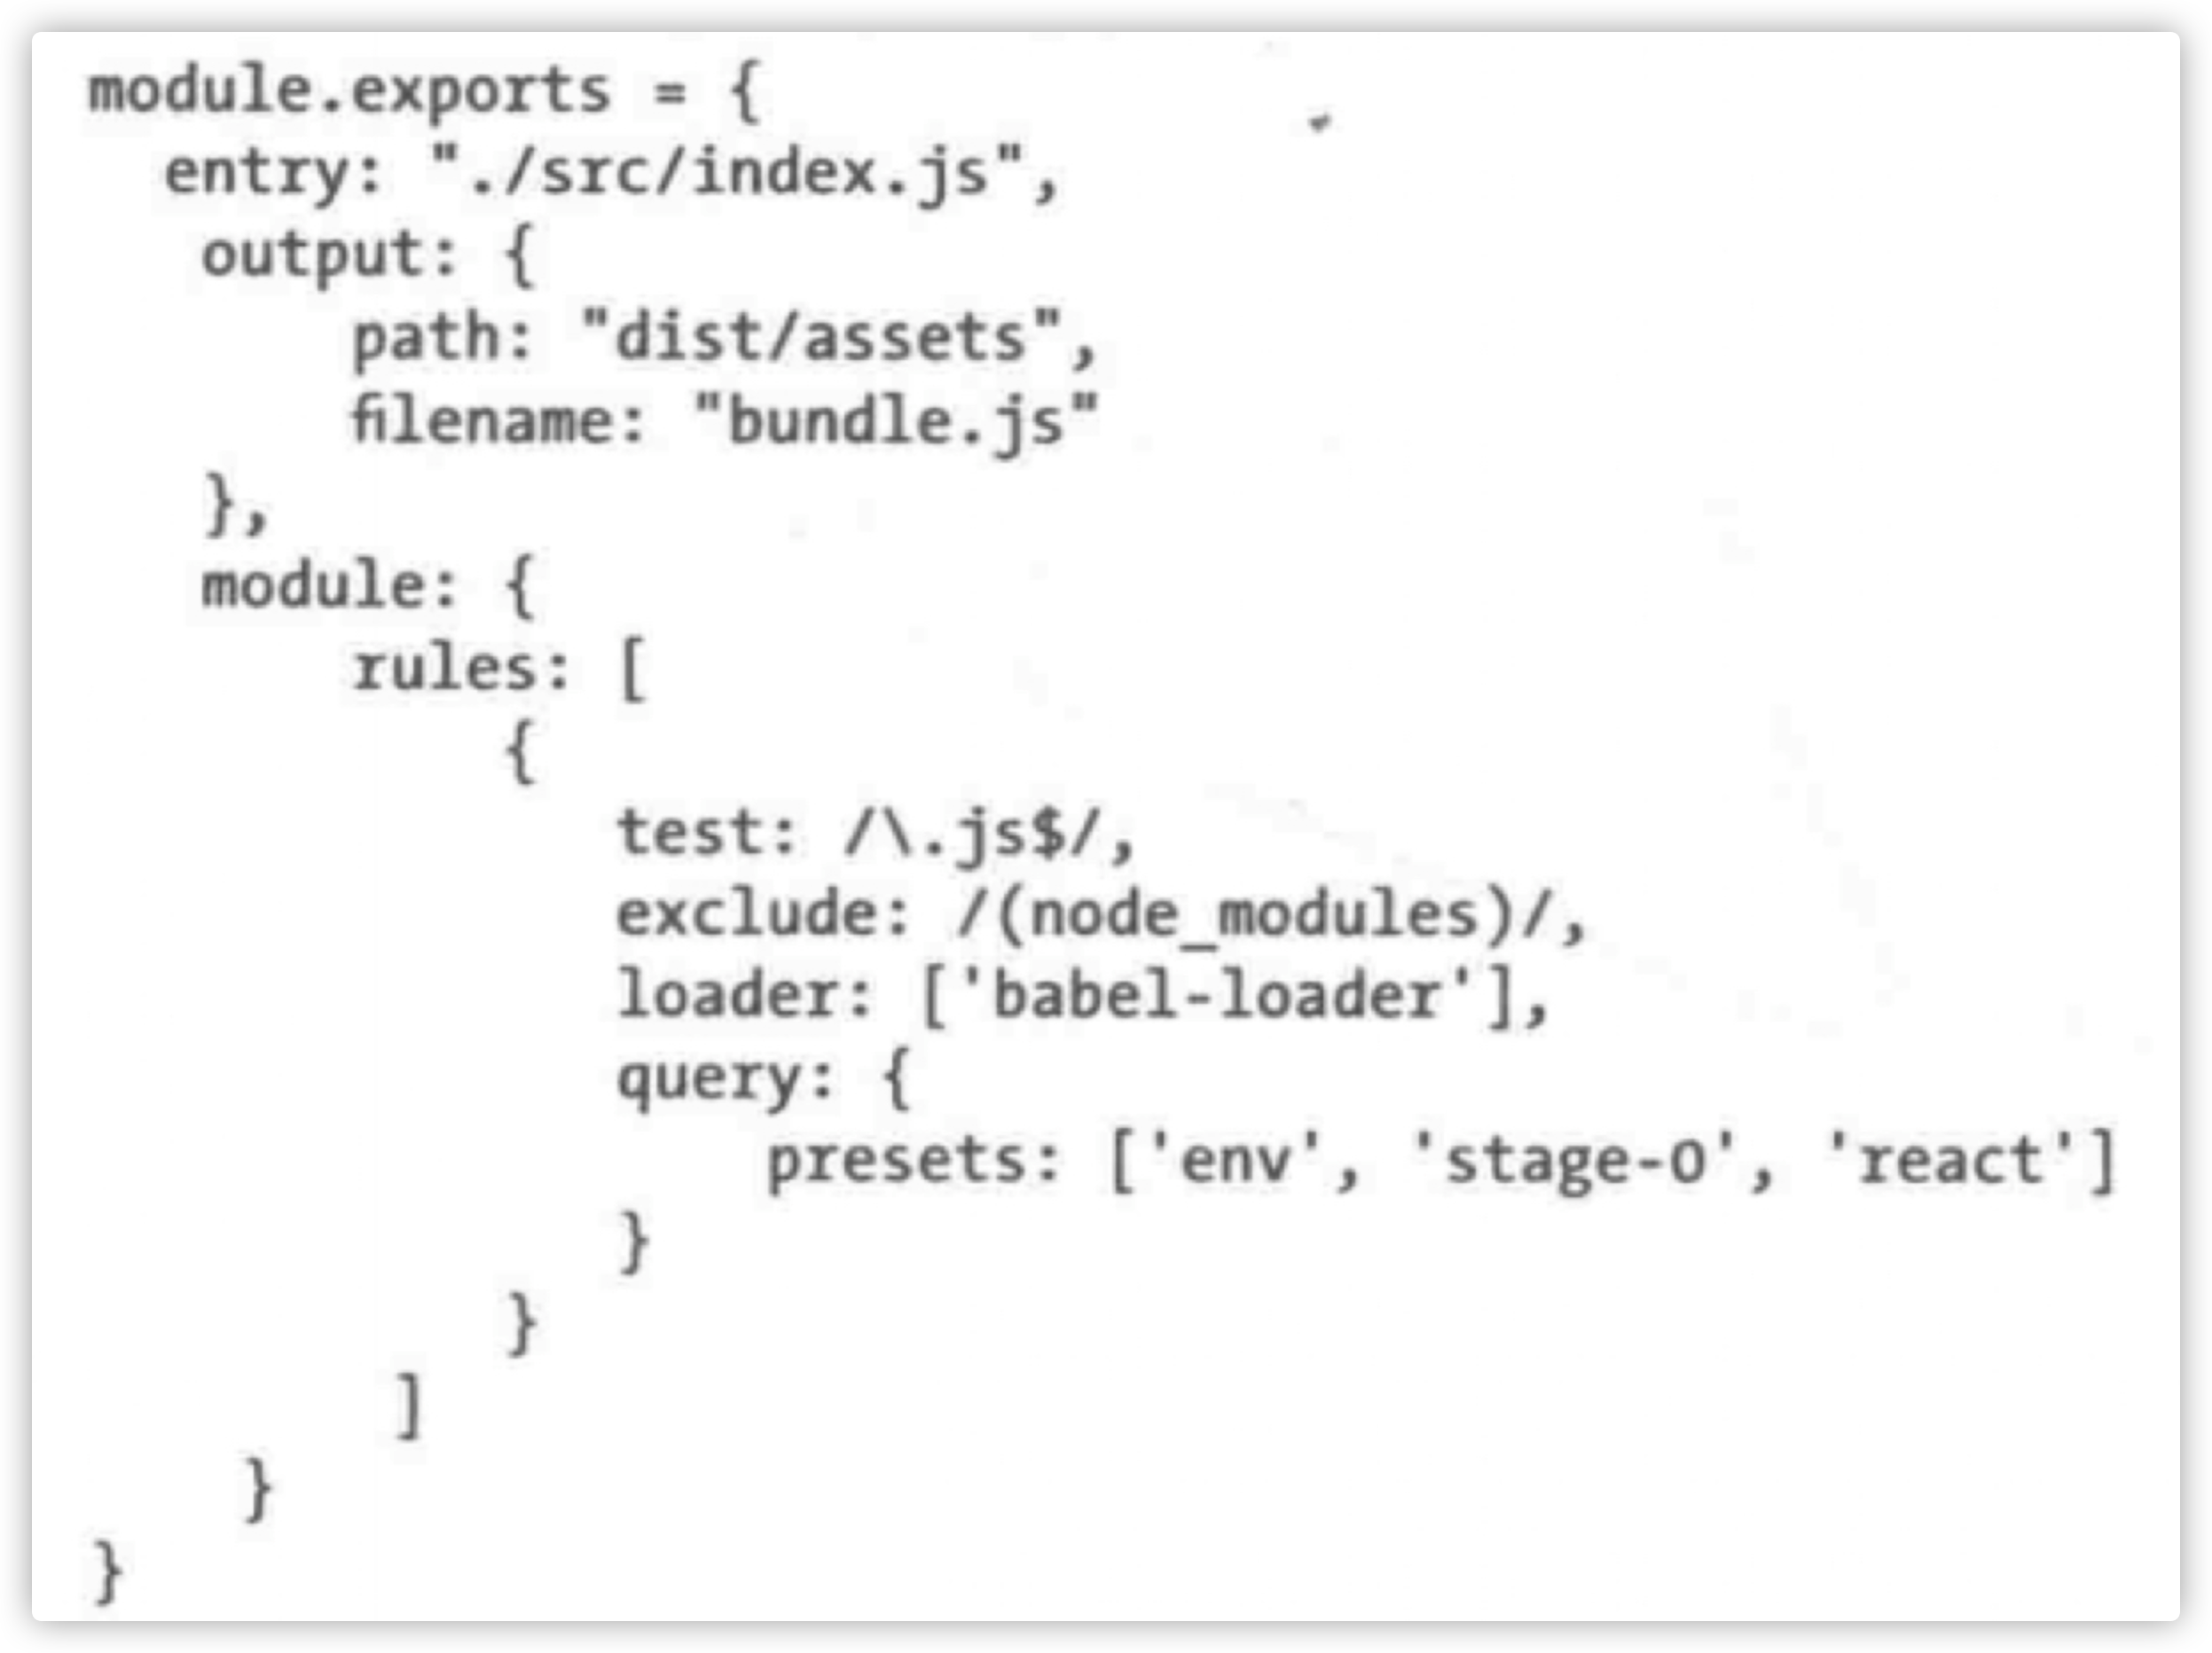 module.exports = {
  entry: "./src/index.js",
   output: {
       path: "dist/assets",
       filename: "bundle.js"
   },
   module: {
       rules: [
           {
              test: /\.js$/,
              exclude: /(node_modules)/,
              loader: ['babel-loader'],
              query: {
                  presets: ['env', 'stage-0', 'react']
              }
           }
        ]
    }
}